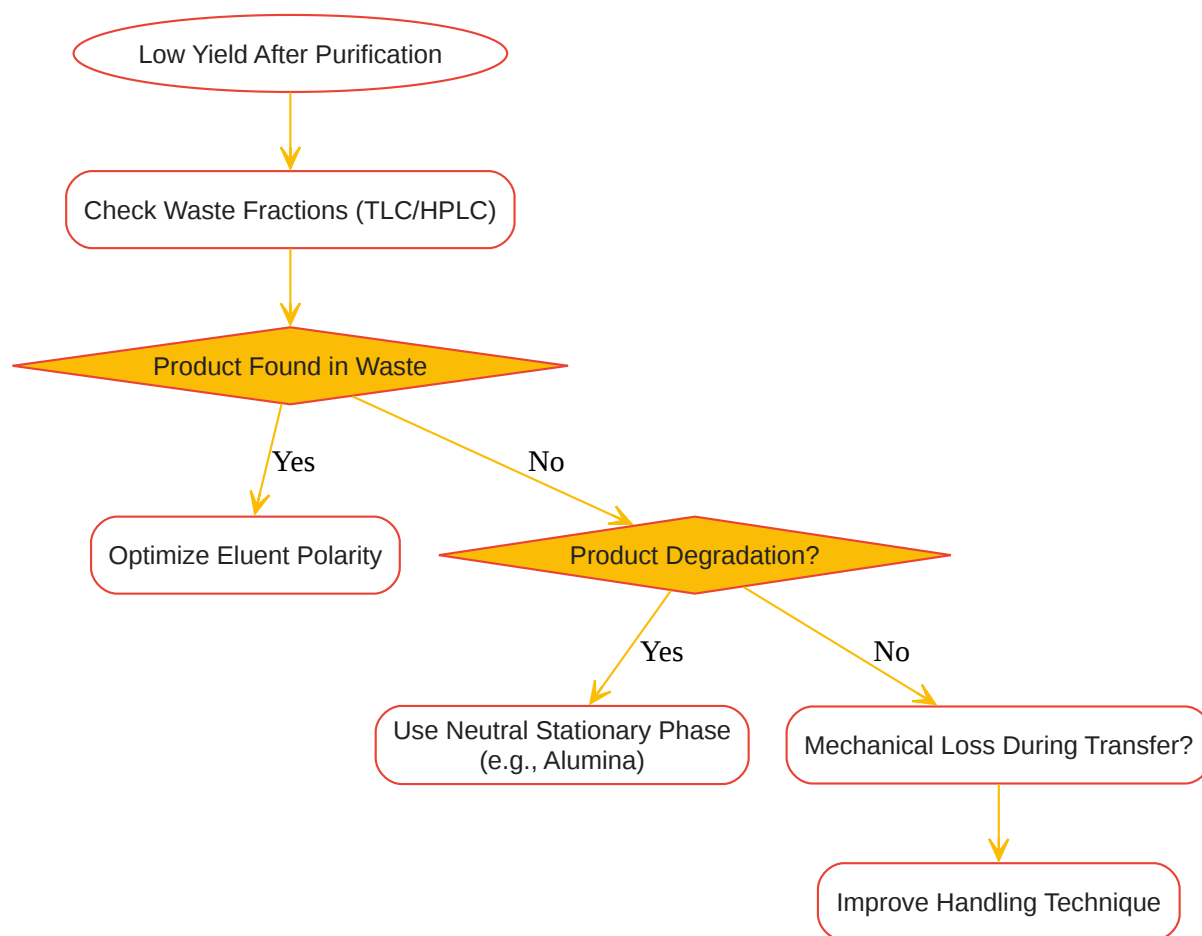 Low Yield After Purification
Check Waste Fractions (TLC/HPLC)
Product Found in Waste
Yes
No
Optimize Eluent Polarity
Product Degradation?
Yes
No
Use Neutral Stationary Phase
(e.g., Alumina)
Mechanical Loss During Transfer?
Improve Handling Technique